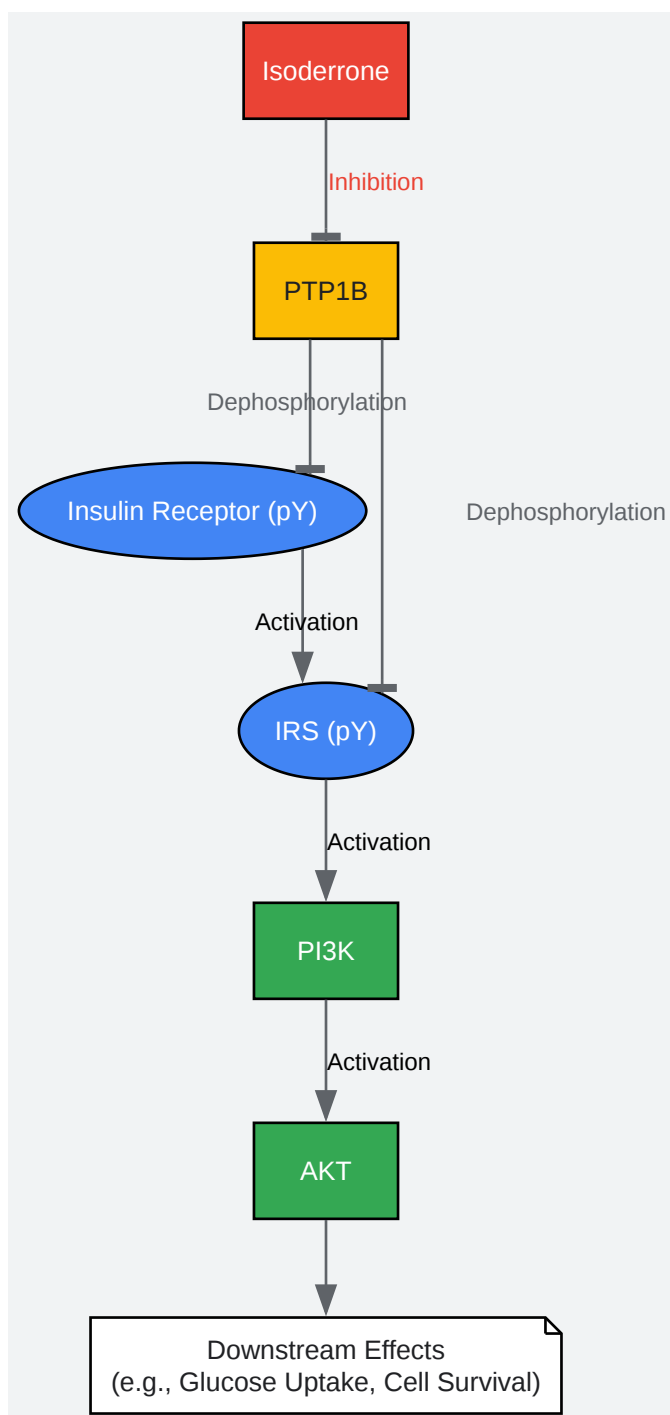 Isoderrone
Inhibition
PTP1B
Dephosphorylation
Insulin Receptor (pY)
Dephosphorylation
Activation
IRS (pY)
Activation
PI3K
Activation
AKT
Downstream Effects
(e.g., Glucose Uptake, Cell Survival)